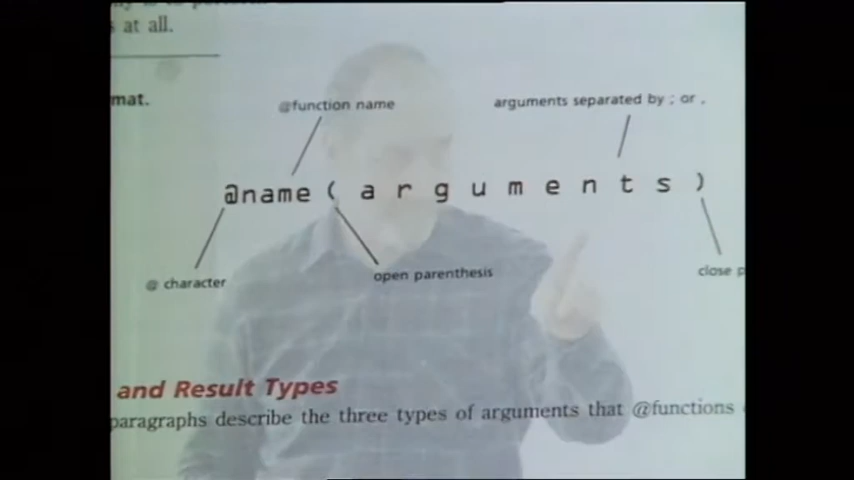 s at all.
mat.
@function name
arguments separated by ; or ,
@name ( a r g u m e n t s )
@ character
open parenthesis
close p
and Result Types
paragraphs describe the three types of arguments that @functions